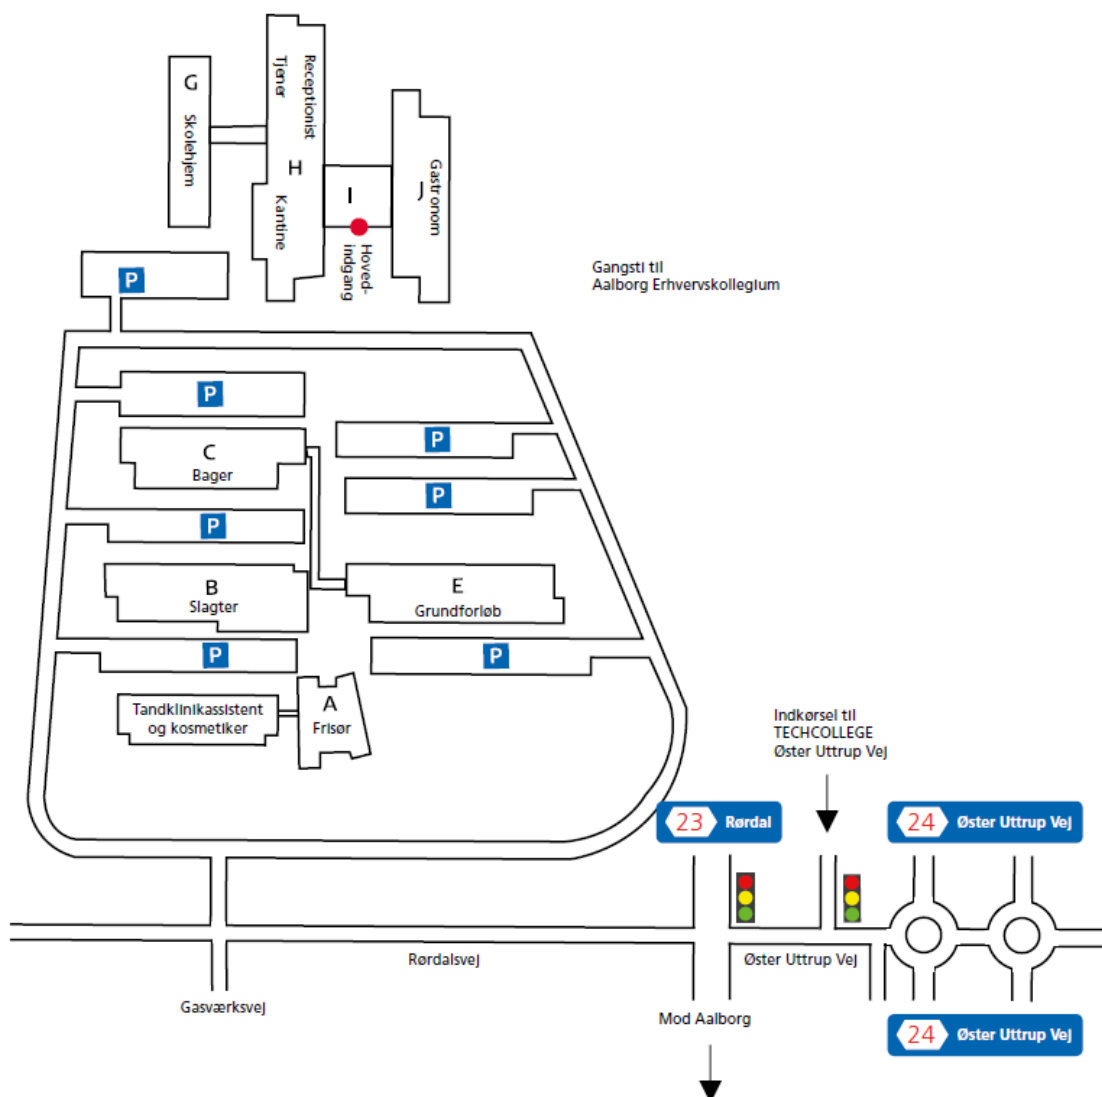 G
Skolehjem
Receptionist
Tjener
H
Kantine
I
Hoved-
indgang
J
Gastronom
P
Gangsti til
Aalborg Erhvervskollegium
P
P
C
Bager
P
P
B
Slagter
E
Grundforløb
P
P
Tandklinikassistent
og kosmetiker
A
Frisør
Indkørsel til
TECHCOLLEGE
Øster Uttrup Vej
23 Rørdal
24 Øster Uttrup Vej
Rørdalsvej
Øster Uttrup Vej
Gasværksvej
Mod Aalborg
24 Øster Uttrup Vej